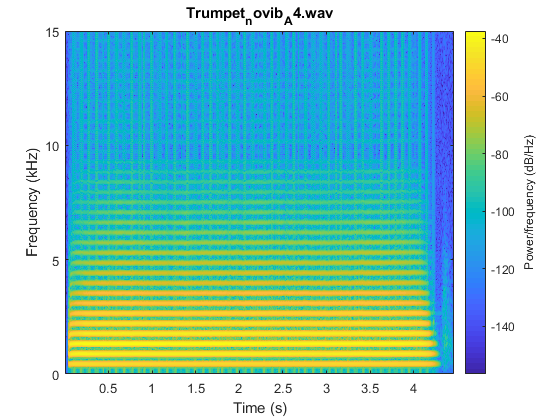 Trumpet_novib_A4.wav
15
10
5
0
Frequency (kHz)
0.5 1 1.5 2 2.5 3 3.5 4
Time (s)
-40
-60
-80
-100
-120
-140
Power/frequency (dB/Hz)